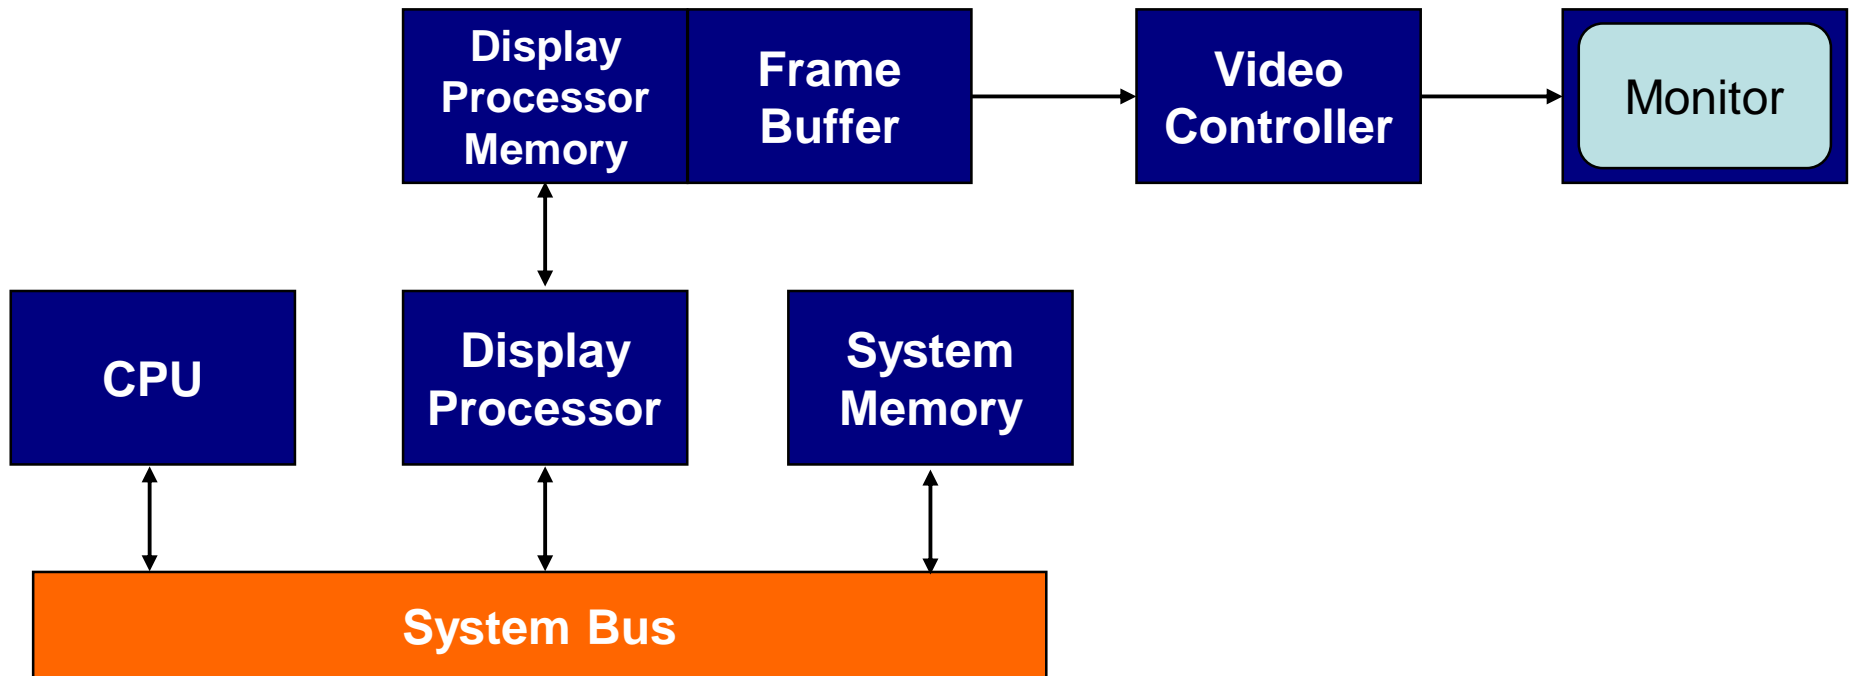 Display
Processor
Memory
Frame
Buffer
Video
Controller
Monitor
CPU
Display
Processor
System
Memory
System Bus